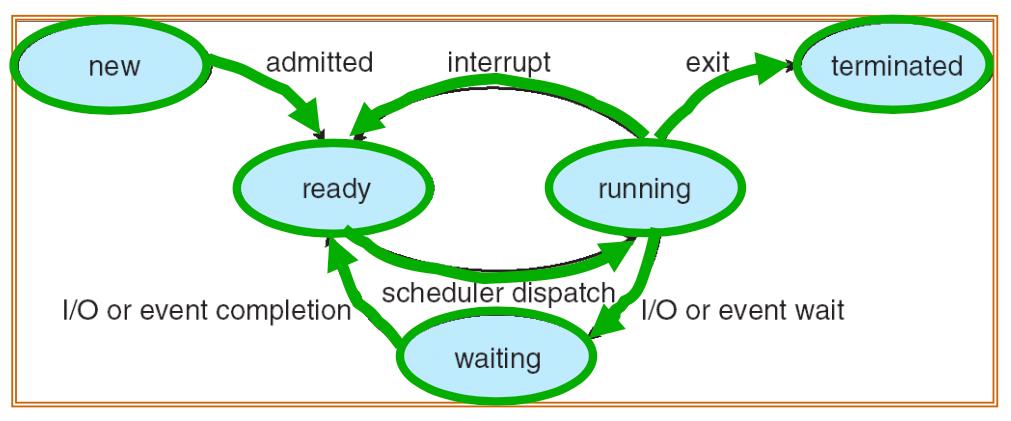 new
admitted
interrupt
exit
terminated
ready
running
scheduler dispatch
I/O or event completion
I/O or event wait
waiting